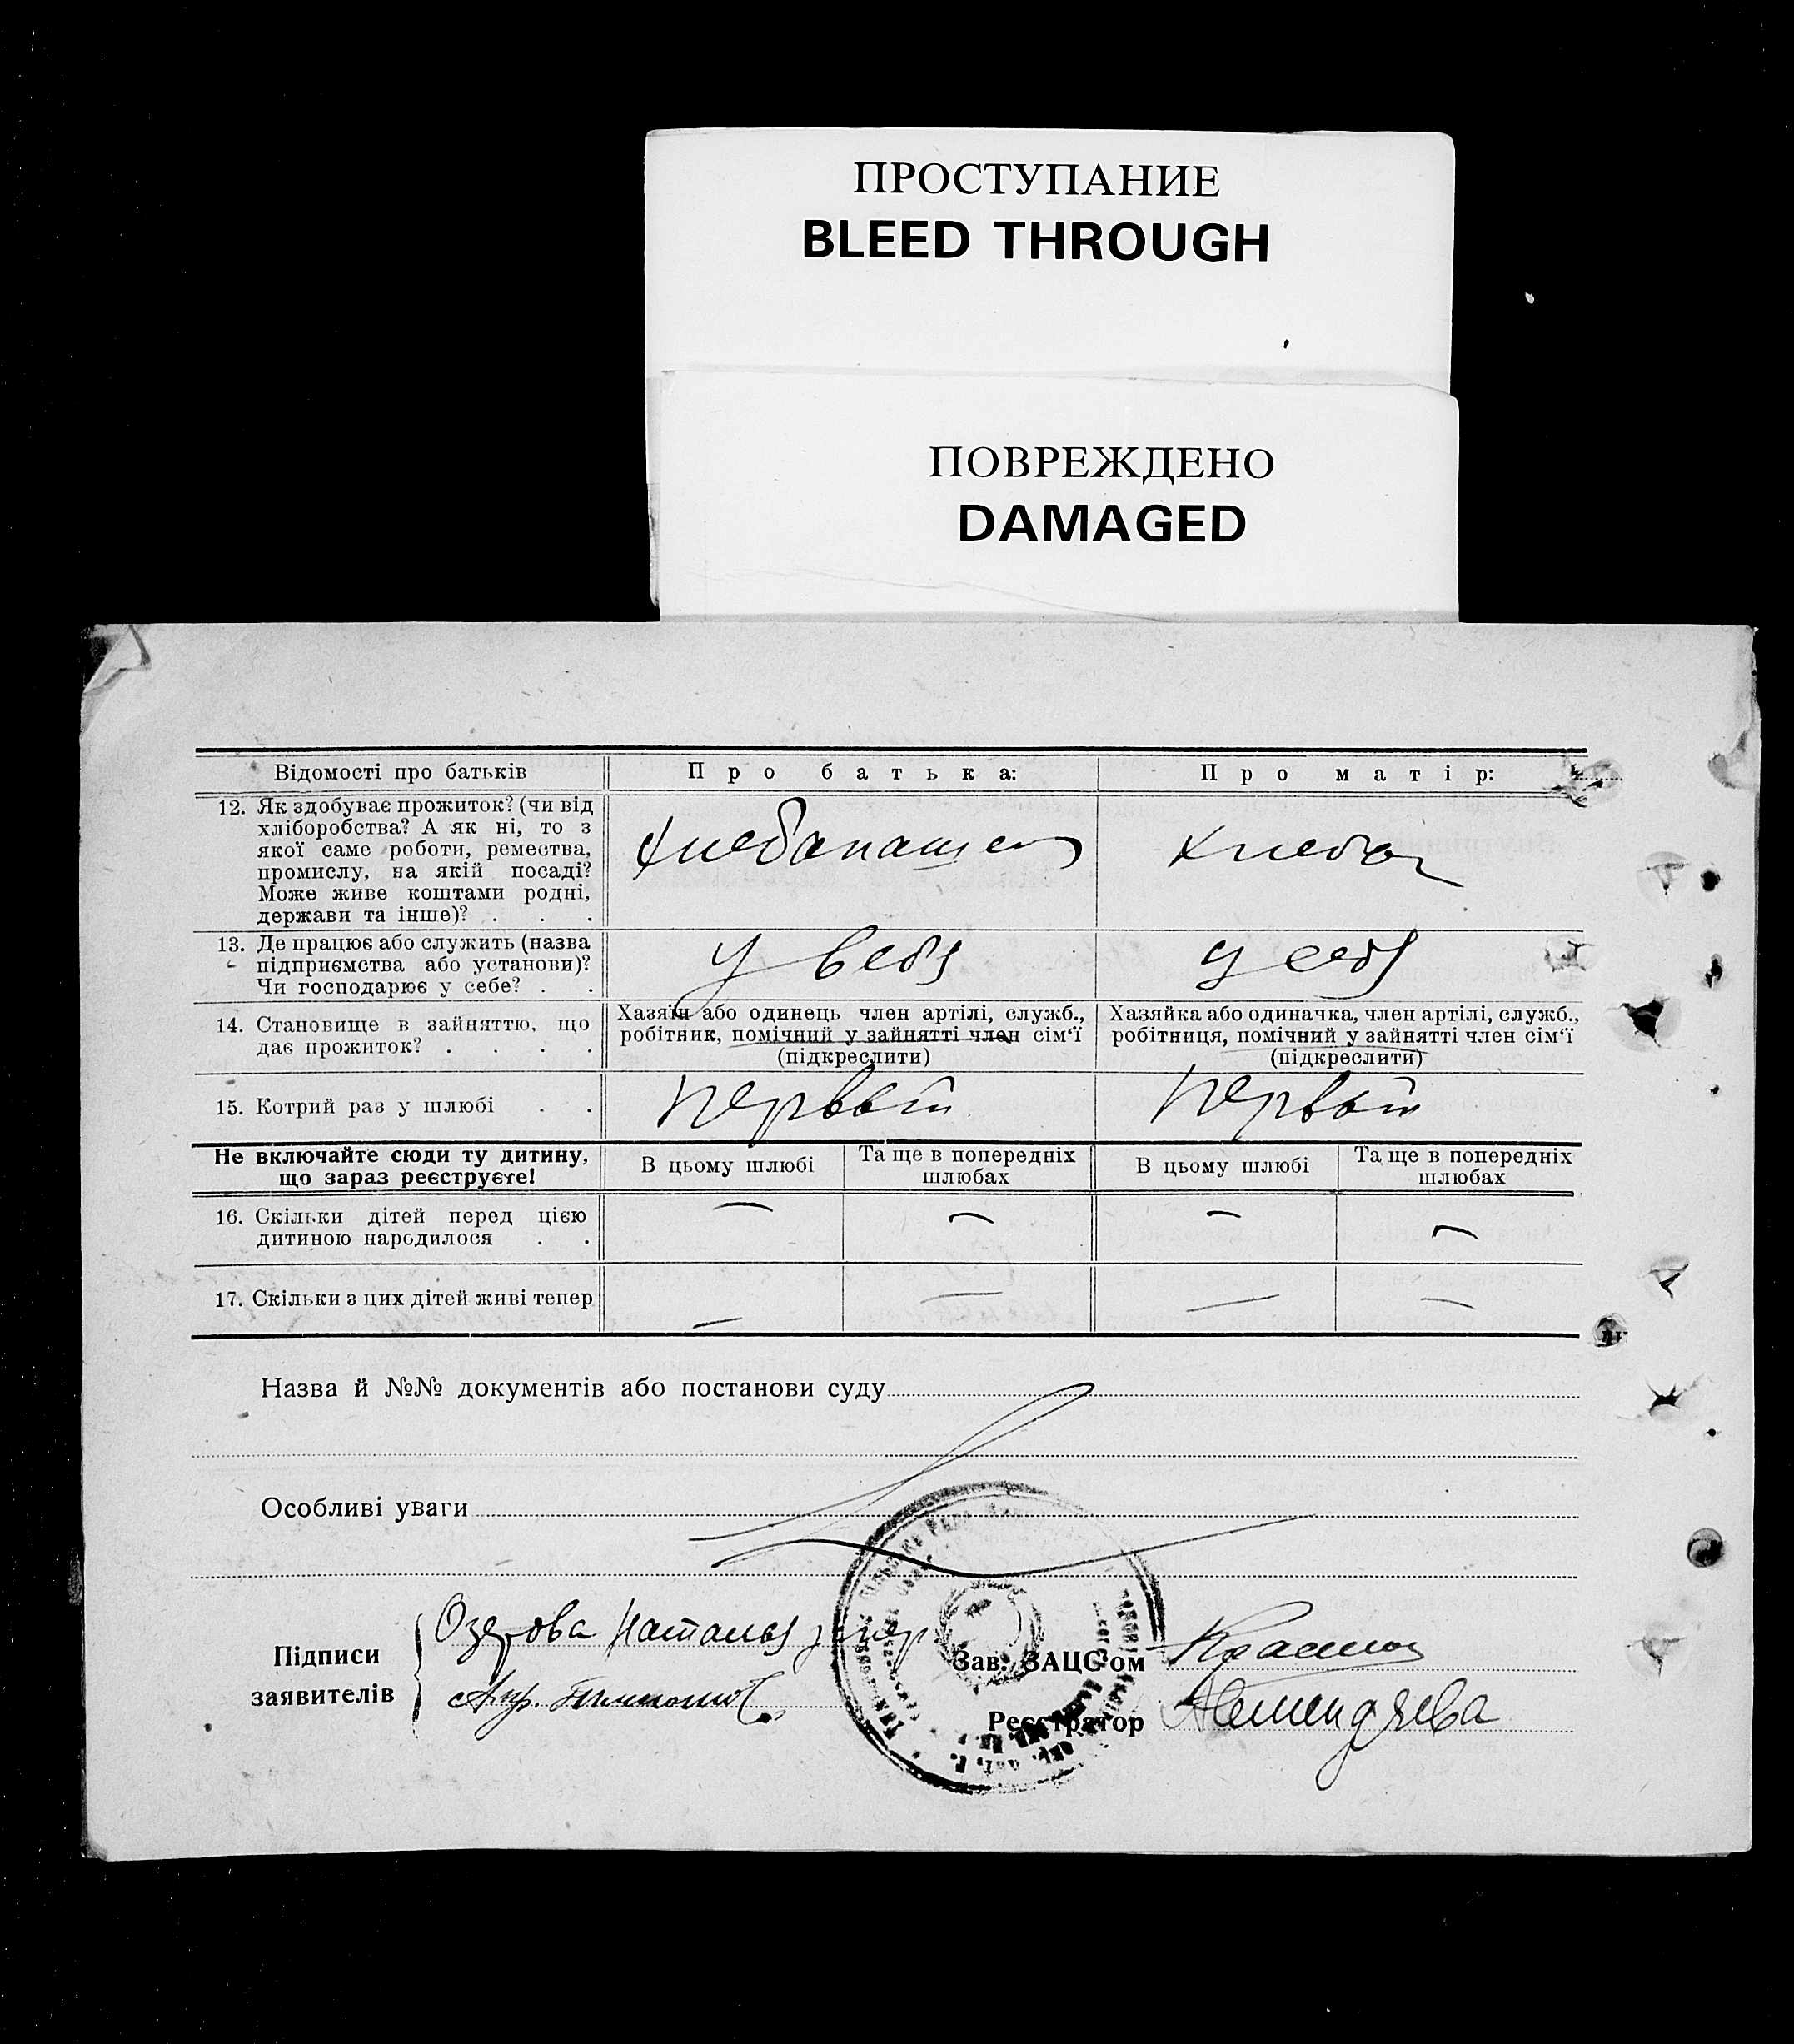 ПРОСТУПАНИЕ
BLEED THROUGH
ПОВРЕЖДЕНО
DAMAGED
Відомості про батьків
Про батька:
Про матір:
12. Як здобуває прожиток? (чи від
хліборобства? А як ні, то з
якої саме роботи, ремества,
промислу, на якій посаді?
Може живе коштами родні,
держави та інше)? . . .
хлебопашец
хлебоп
13. Де працює або служить (назва
підприємства або установи)?
Чи господарює у себе? . .
у себя
у себя
14. Становище в зайняттю, що
дає прожиток? . . . .
Хазяїн або одинець член артілі, служб.,
робітник, помічний у зайнятті член сім‘ї
(підкреслити)
Хазяйка або одиначка, член артілі, служб.,
робітниця, помічний у зайнятті член сім‘ї
(підкреслити)
15. Котрий раз у шлюбі . .
первый
первый
Не включайте сюди ту дитину,
що зараз реєструєте!
В цьому шлюбі
Та ще в попередніх
шлюбах
В цьому шлюбі
Та ще в попередніх
шлюбах
16. Скільки дітей перед цією
дитиною народилося . .
— — — —
17. Скільки з цих дітей живі тепер
— — — —
Назва й №№ документів або постанови суду
Особливі уваги
Підписи
заявителів
Озерова Наталья
Зав. ЗАЦС‘ом
Реєстратор